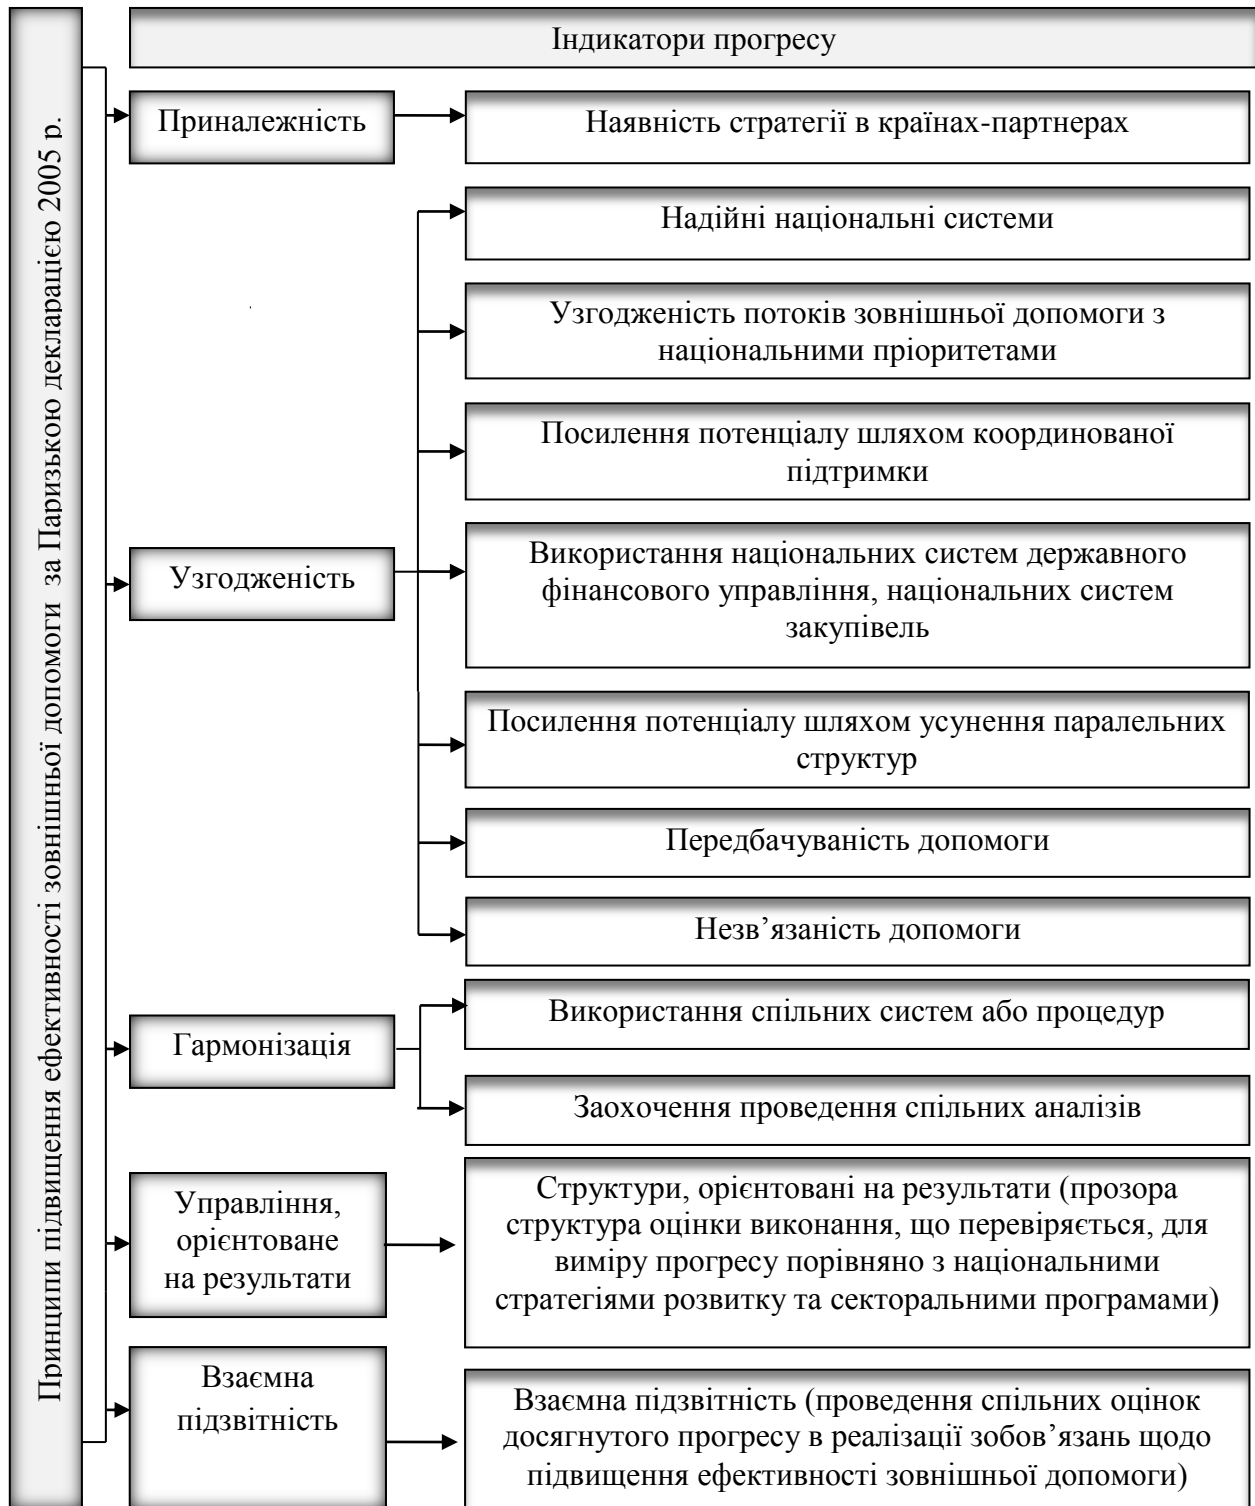 Принципи підвищення ефективності зовнішньої допомоги за Паризькою декларацією 2005 р.
Індикатори прогресу
Приналежність
Наявність стратегії в країнах-партнерах
Узгодженість
Надійні національні системи
Узгодженість потоків зовнішньої допомоги з
національними пріоритетами
Посилення потенціалу шляхом координованої
підтримки
Використання національних систем державного
фінансового управління, національних систем
закупівель
Посилення потенціалу шляхом усунення паралельних
структур
Передбачуваність допомоги
Незв’язаність допомоги
Гармонізація
Використання спільних систем або процедур
Заохочення проведення спільних аналізів
Управління,
орієнтоване
на результати
Структури, орієнтовані на результати (прозора
структура оцінки виконання, що перевіряється, для
виміру прогресу порівняно з національними
стратегіями розвитку та секторальними програмами)
Взаємна
підзвітність
Взаємна підзвітність (проведення спільних оцінок
досягнутого прогресу в реалізації зобов’язань щодо
підвищення ефективності зовнішньої допомоги)